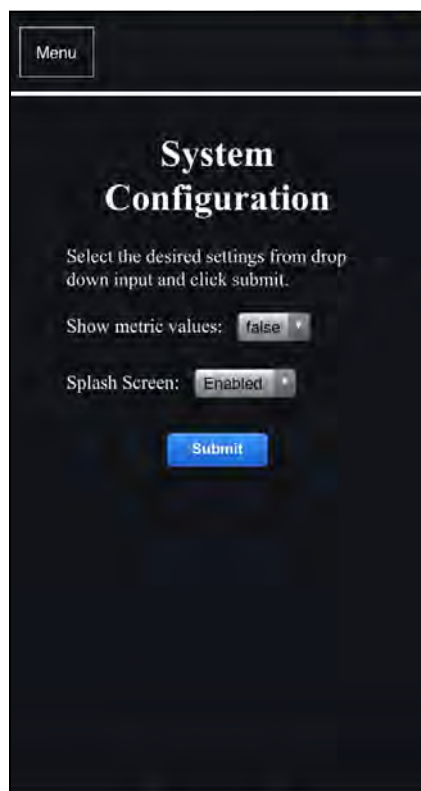 Menu
System
Configuration
Select the desired settings from drop
down input and click submit.
Show metric values: false
Splash Screen: Enabled
Submit